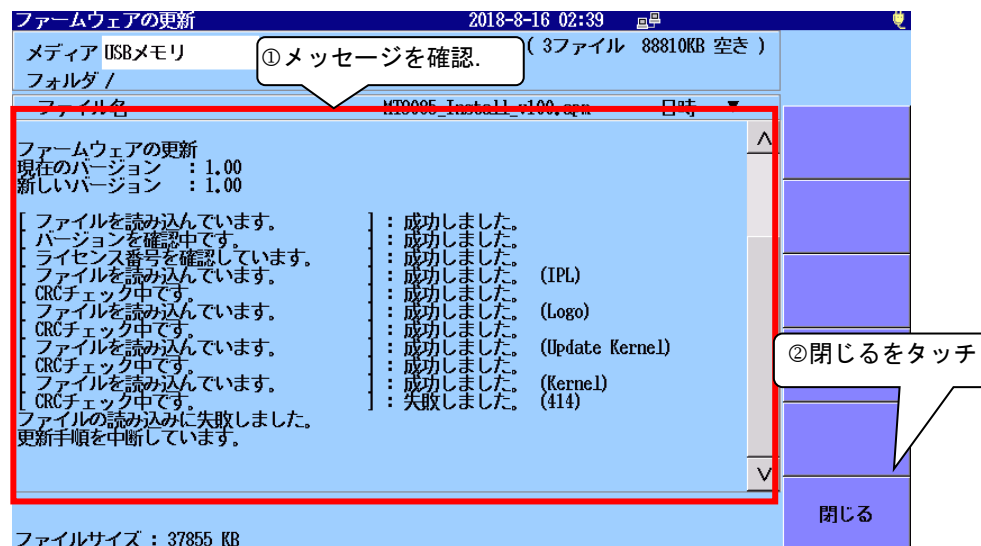 ファームウェアの更新 2018-8-16 02:39
メディア USBメモリ ( 3ファイル 88810KB 空き )
①メッセージを確認.
フォルダ /
ファイル名 MT9085_Install_v100.apm 日時 ▼
ファームウェアの更新
現在のバージョン : 1.00
新しいバージョン : 1.00
[ ファイルを読み込んでいます。 ] : 成功しました。
[ バージョンを確認中です。 ] : 成功しました。
[ ライセンス番号を確認しています。 ] : 成功しました。
[ ファイルを読み込んでいます。 ] : 成功しました。 (IPL)
[ CRCチェック中です。 ] : 成功しました。
[ ファイルを読み込んでいます。 ] : 成功しました。 (Logo)
[ CRCチェック中です。 ] : 成功しました。
[ ファイルを読み込んでいます。 ] : 成功しました。 (Update Kernel)
[ CRCチェック中です。 ] : 成功しました。
[ ファイルを読み込んでいます。 ] : 成功しました。 (Kernel)
[ CRCチェック中です。 ] : 失敗しました。 (414)
ファイルの読み込みに失敗しました。
更新手順を中断しています。
②閉じるをタッチ
閉じる
ファイルサイズ : 37855 KB